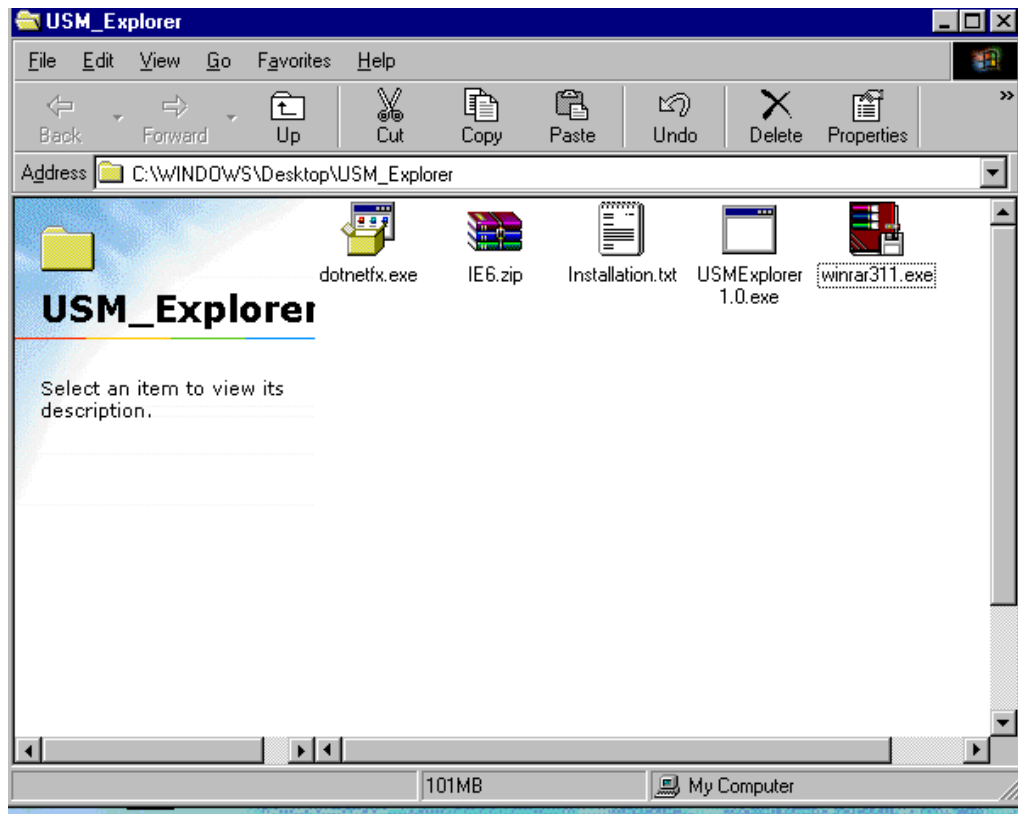 USM_Explorer
File Edit View Go Favorites Help
Back Forward Up Cut Copy Paste Undo Delete Properties »
Address C:\WINDOWS\Desktop\USM_Explorer
dotnetfx.exe IE6.zip Installation.txt USMExplorer winrar311.exe
1.0.exe
USM_Explorer
Select an item to view its
description.
101MB My Computer